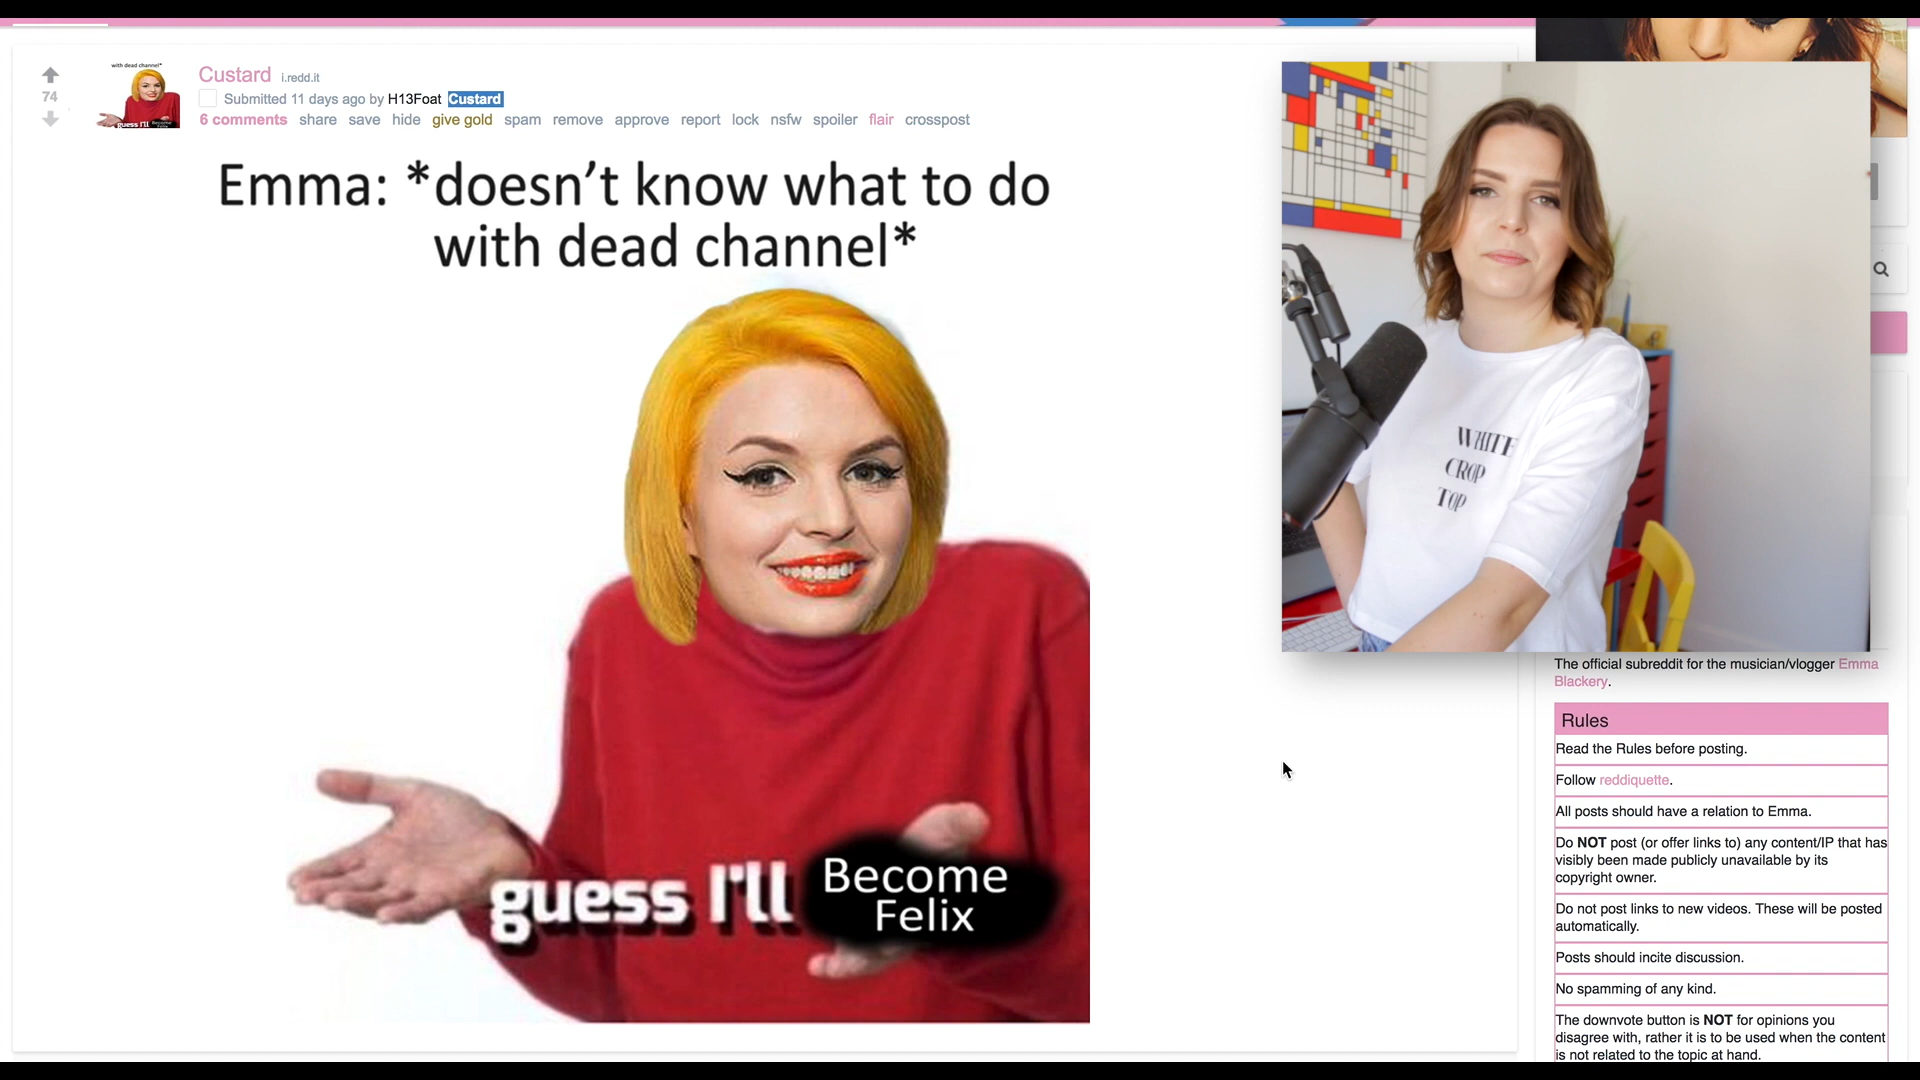 with dead channel*
guess I'll Become Felix
Custard i.redd.it
74
Submitted 11 days ago by H13Foat Custard
6 comments share save hide give gold spam remove approve report lock nsfw spoiler flair crosspost
Emma: *doesn't know what to do
with dead channel*
guess I'll Become
Felix
WHITE
CROP
TOP
The official subreddit for the musician/vlogger Emma
Blackery.
Rules
Read the Rules before posting.
Follow reddiquette.
All posts should have a relation to Emma.
Do NOT post (or offer links to) any content/IP that has
visibly been made publicly unavailable by its
copyright owner.
Do not post links to new videos. These will be posted
automatically.
Posts should incite discussion.
No spamming of any kind.
The downvote button is NOT for opinions you
disagree with, rather it is to be used when the content
is not related to the topic at hand.